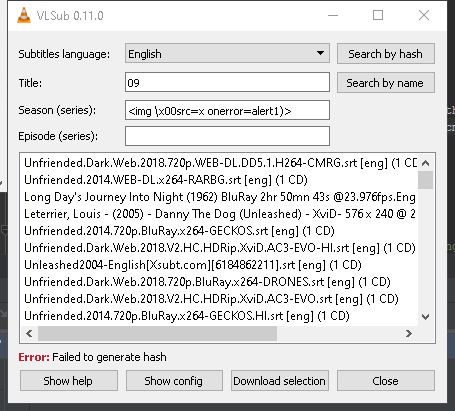 VLSub 0.11.0
Subtitles language: English Search by hash
Title: 09 Search by name
Season (series): <img \x00src=x onerror=alert1)>
Episode (series):
Unfriended.Dark.Web.2018.720p.WEB-DL.DD5.1.H264-CMRG.srt [eng] (1 CD)
Unfriended.2014.WEB-DL.x264-RARBG.srt [eng] (1 CD)
Long Day's Journey Into Night (1962) BluRay 2hr 50mn 43s @23.976fps.Eng
Leterrier, Louis - (2005) - Danny The Dog (Unleashed) - XviD- 576 x 240 @ 2
Unfriended.2014.720p.BluRay.x264-GECKOS.srt [eng] (1 CD)
Unfriended.Dark.Web.2018.V2.HC.HDRip.XviD.AC3-EVO-HI.srt [eng] (1 CD)
Unleashed2004-English[Xsubt.com][6184862211].srt [eng] (1 CD)
Unfriended.Dark.Web.2018.720p.BluRay.x264-DRONES.srt [eng] (1 CD)
Unfriended.Dark.Web.2018.V2.HC.HDRip.XviD.AC3-EVO.srt [eng] (1 CD)
Unfriended.2014.720p.BluRay.x264-GECKOS.HI.srt [eng] (1 CD)
Error: Failed to generate hash
Show help Show config Download selection Close